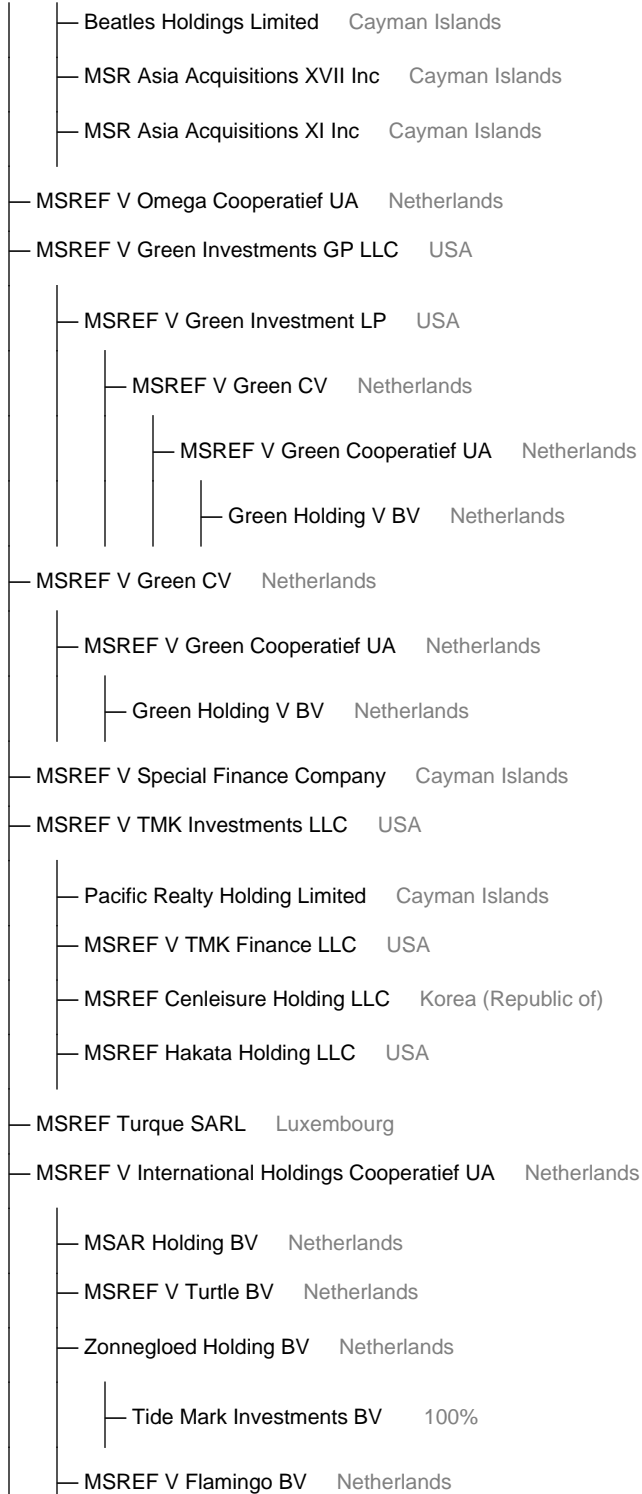 Beatles Holdings Limited Cayman Islands
MSR Asia Acquisitions XVII Inc Cayman Islands
MSR Asia Acquisitions XI Inc Cayman Islands
MSREF V Omega Cooperatief UA Netherlands
MSREF V Green Investments GP LLC USA
MSREF V Green Investment LP USA
MSREF V Green CV Netherlands
MSREF V Green Cooperatief UA Netherlands
Green Holding V BV Netherlands
MSREF V Green CV Netherlands
MSREF V Green Cooperatief UA Netherlands
Green Holding V BV Netherlands
MSREF V Special Finance Company Cayman Islands
MSREF V TMK Investments LLC USA
Pacific Realty Holding Limited Cayman Islands
MSREF V TMK Finance LLC USA
MSREF Cenleisure Holding LLC Korea (Republic of)
MSREF Hakata Holding LLC USA
MSREF Turque SARL Luxembourg
MSREF V International Holdings Cooperatief UA Netherlands
MSAR Holding BV Netherlands
MSREF V Turtle BV Netherlands
Zonnegloed Holding BV Netherlands
Tide Mark Investments BV 100%
MSREF V Flamingo BV Netherlands